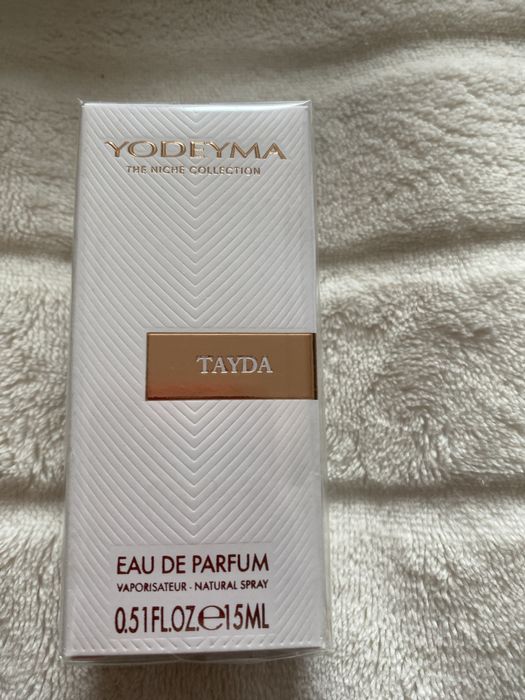 YODEYMA
THE NICHE COLLECTION
TAYDA
EAU DE PARFUM
VAPORISATEUR - NATURAL SPRAY
0.51FL.OZ.℮15ML